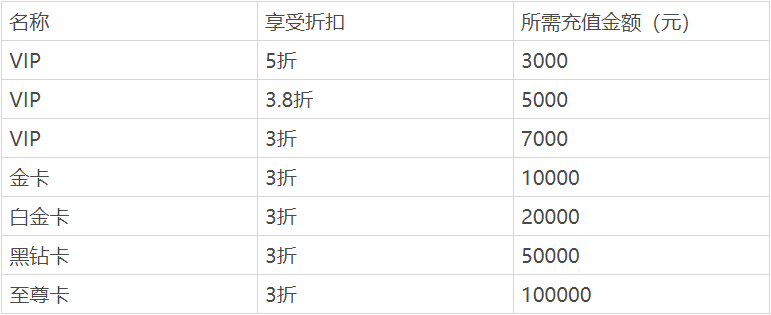 名称 享受折扣 所需充值金额（元）
VIP 5折 3000
VIP 3.8折 5000
VIP 3折 7000
金卡 3折 10000
白金卡 3折 20000
黑钻卡 3折 50000
至尊卡 3折 100000